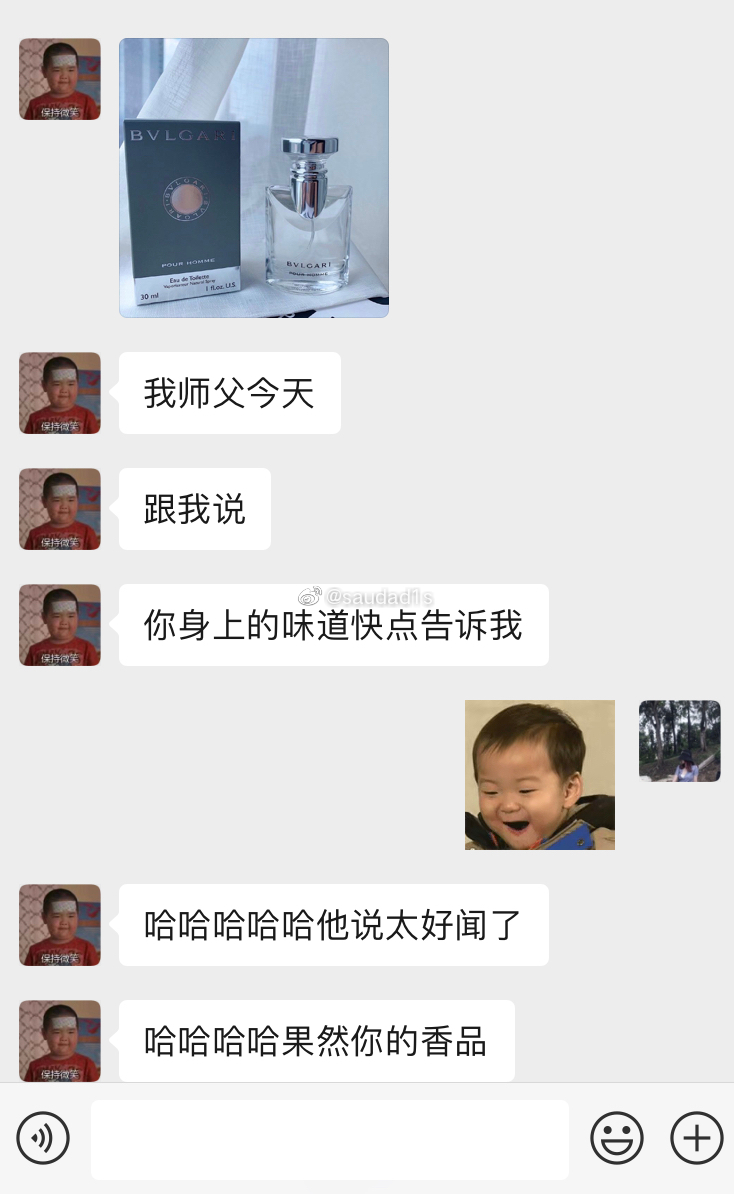 保持微笑
BVLGARI
BVLGARI BVLGARI
POUR HOMME
Eau de Toilette
Vaporisateur Natural Spray
30 ml 1 fl.oz. U.S
BVLGARI
POUR HOMME
我师父今天
保持微笑
跟我说
保持微笑
@saudad1s
你身上的味道快点告诉我
保持微笑
哈哈哈哈哈他说太好闻了
保持微笑
哈哈哈哈果然你的香品
保持微笑